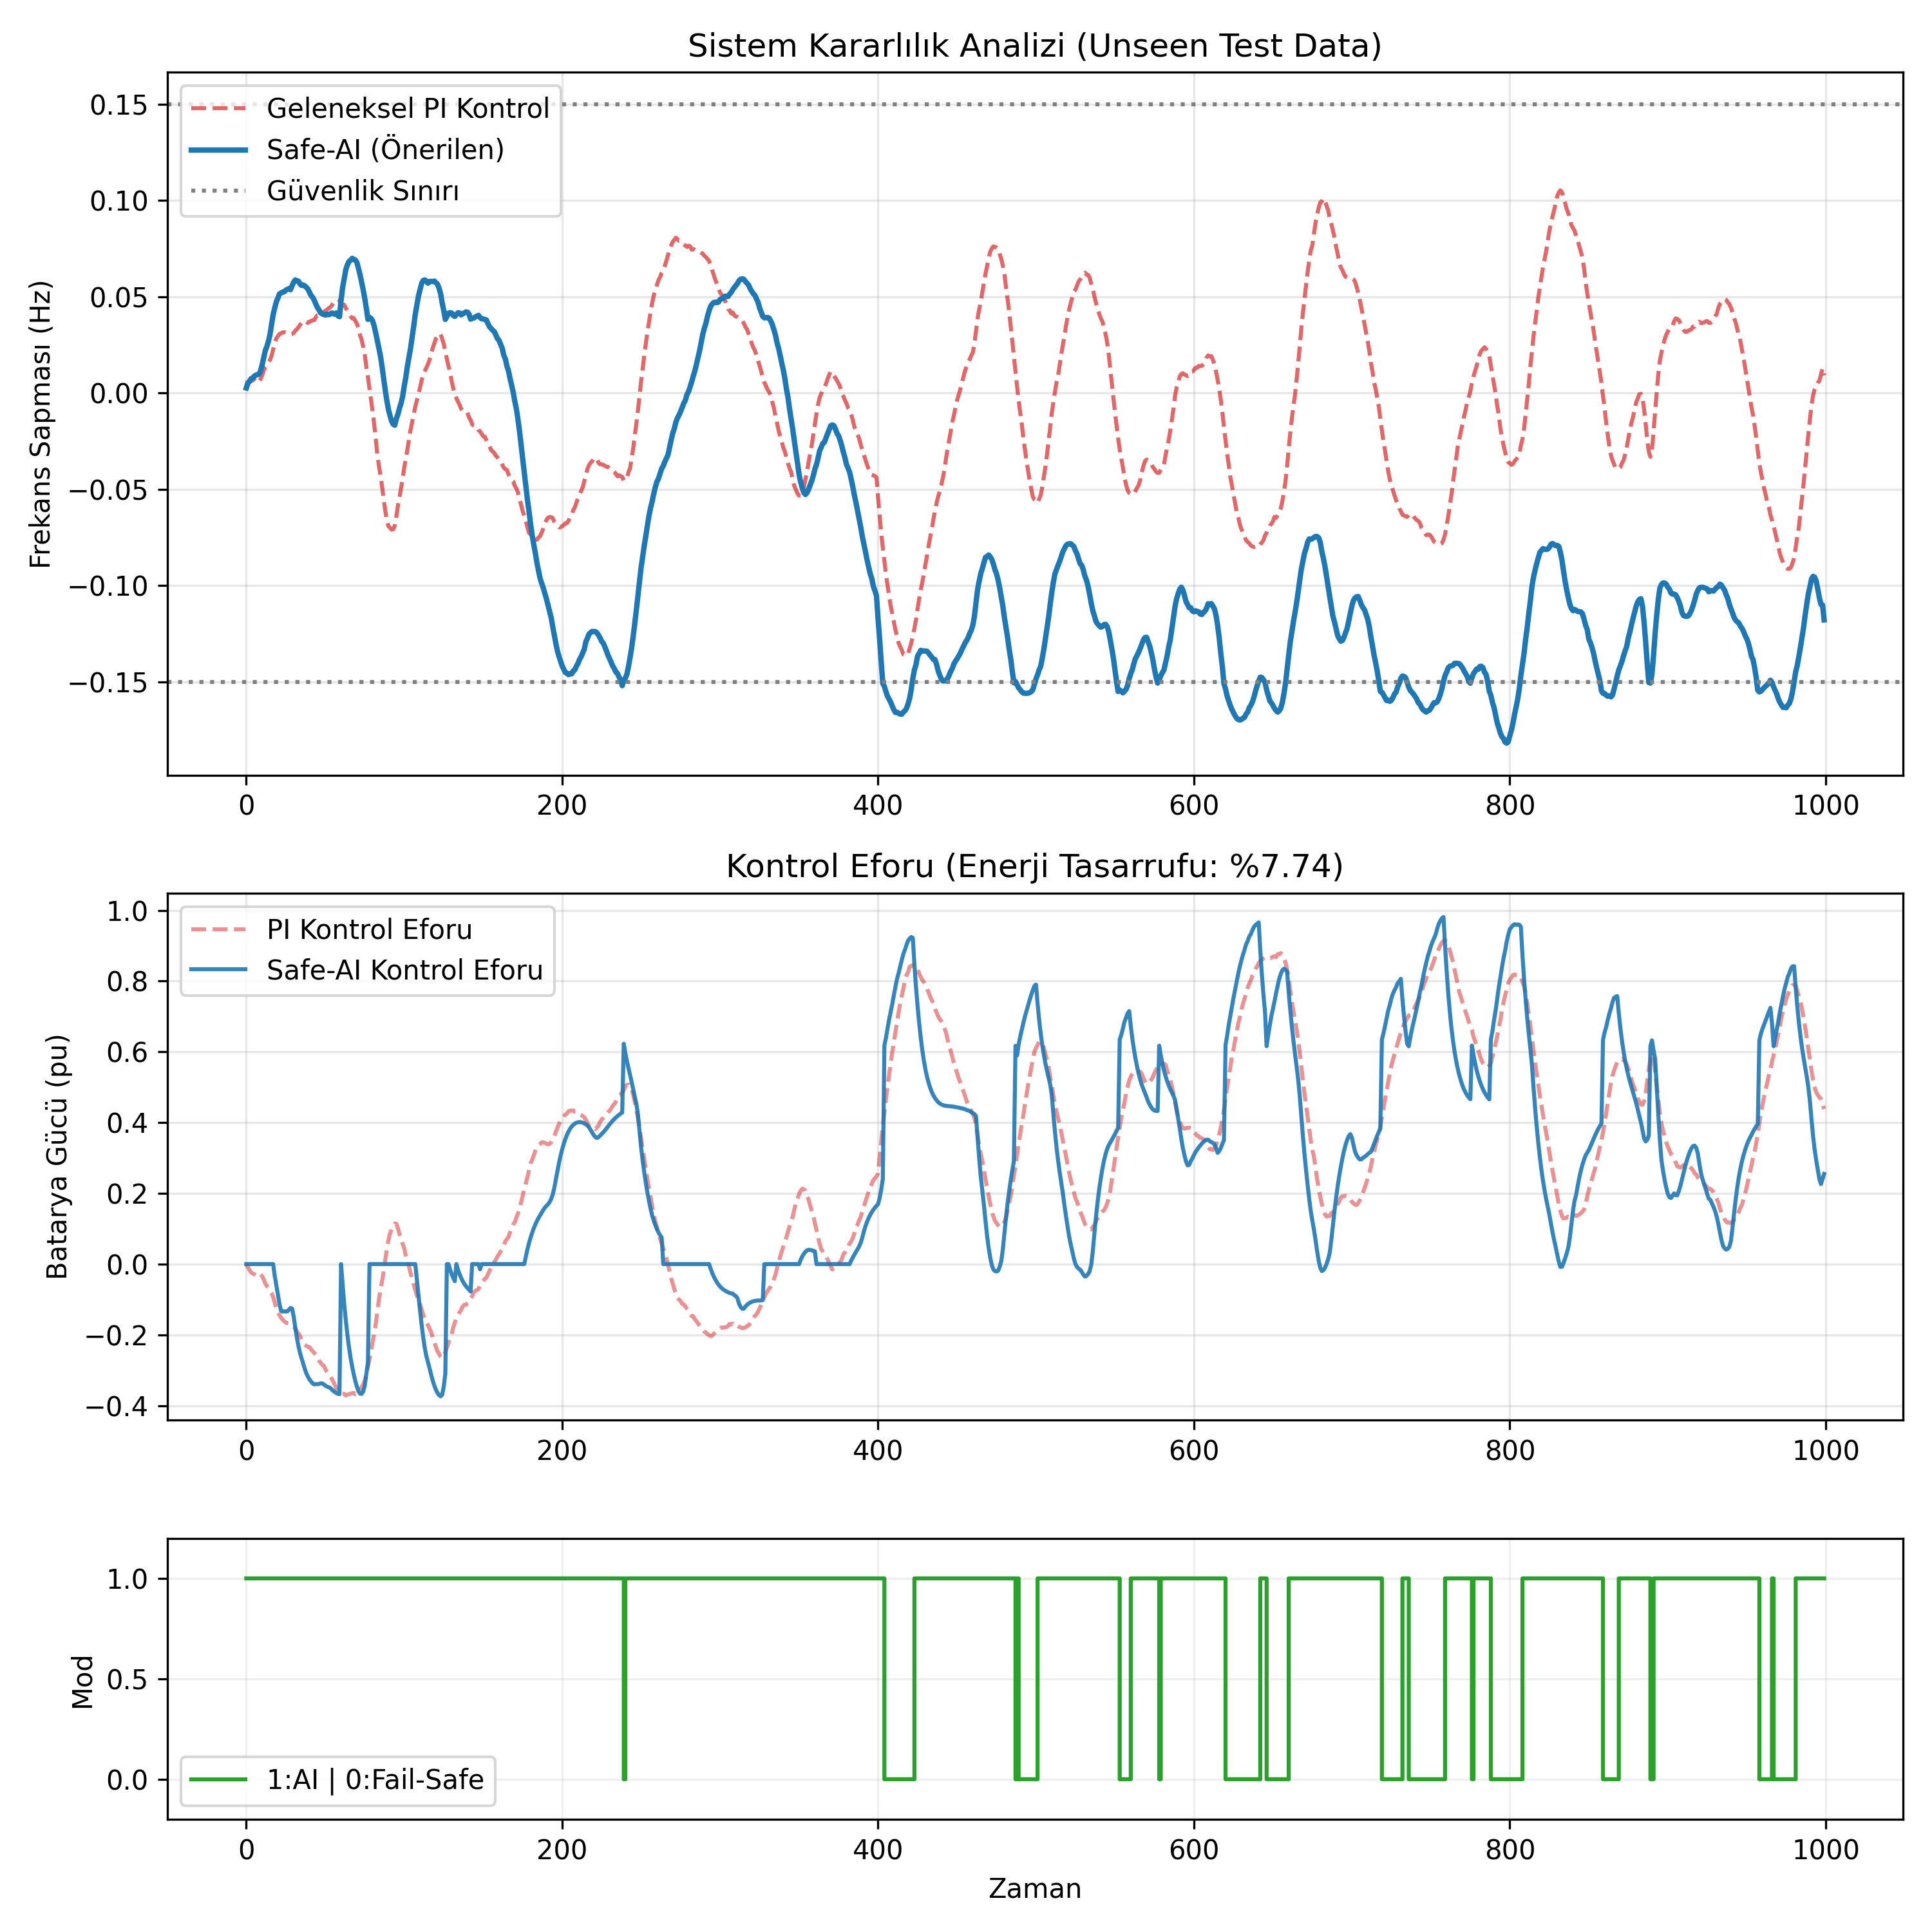 Sistem Kararlılık Analizi (Unseen Test Data)
Frekans Sapması (Hz)
0.15
0.10
0.05
0.00
−0.05
−0.10
−0.15
Geleneksel PI Kontrol
Safe-AI (Önerilen)
Güvenlik Sınırı
0 200 400 600 800 1000
Kontrol Eforu (Enerji Tasarrufu: %7.74)
Batarya Gücü (pu)
1.0
0.8
0.6
0.4
0.2
0.0
−0.2
−0.4
PI Kontrol Eforu
Safe-AI Kontrol Eforu
0 200 400 600 800 1000
Mod
1.0
0.5
0.0
1:AI | 0:Fail-Safe
0 200 400 600 800 1000
Zaman